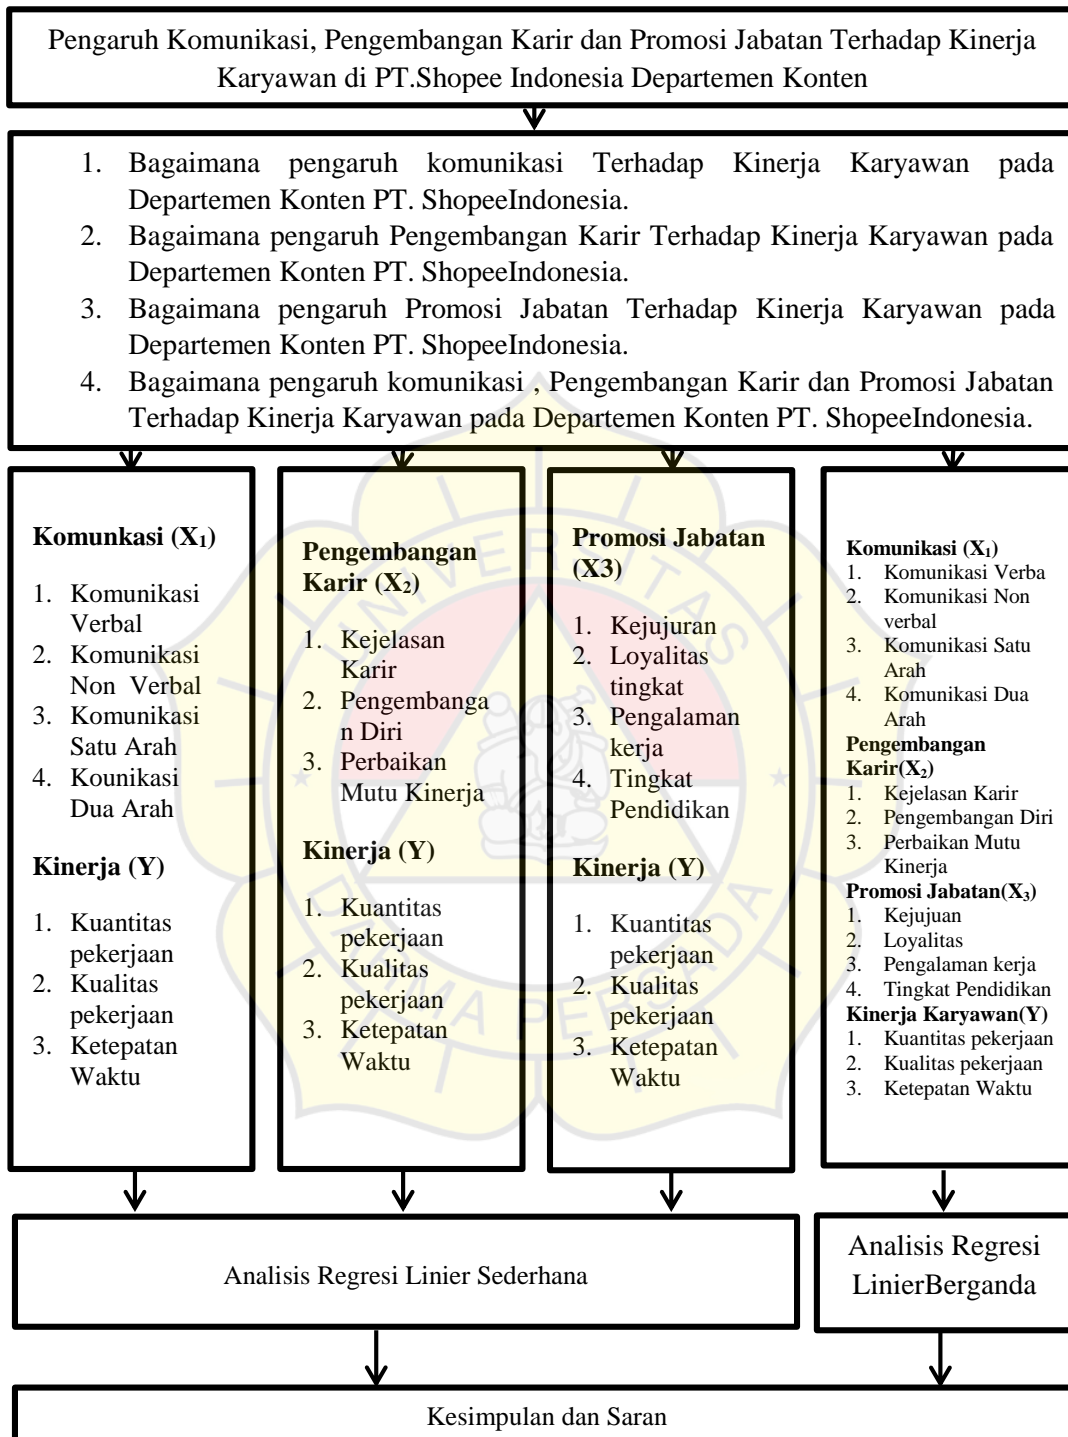 Pengaruh Komunikasi, Pengembangan Karir dan Promosi Jabatan Terhadap Kinerja
Karyawan di PT.Shopee Indonesia Departemen Konten
1. Bagaimana pengaruh komunikasi Terhadap Kinerja Karyawan pada
Departemen Konten PT. ShopeeIndonesia.
2. Bagaimana pengaruh Pengembangan Karir Terhadap Kinerja Karyawan pada
Departemen Konten PT. ShopeeIndonesia.
3. Bagaimana pengaruh Promosi Jabatan Terhadap Kinerja Karyawan pada
Departemen Konten PT. ShopeeIndonesia.
4. Bagaimana pengaruh komunikasi , Pengembangan Karir dan Promosi Jabatan
Terhadap Kinerja Karyawan pada Departemen Konten PT. ShopeeIndonesia.
Komunkasi (X₁)
1. Komunikasi
Verbal
2. Komunikasi
Non Verbal
3. Komunikasi
Satu Arah
4. Kounikasi
Dua Arah
Kinerja (Y)
1. Kuantitas
pekerjaan
2. Kualitas
pekerjaan
3. Ketepatan
Waktu
Pengembangan
Karir (X₂)
1. Kejelasan
Karir
2. Pengembanga
n Diri
3. Perbaikan
Mutu Kinerja
Kinerja (Y)
1. Kuantitas
pekerjaan
2. Kualitas
pekerjaan
3. Ketepatan
Waktu
Promosi Jabatan
(X3)
1. Kejujuran
2. Loyalitas
tingkat
3. Pengalaman
kerja
4. Tingkat
Pendidikan
Kinerja (Y)
1. Kuantitas
pekerjaan
2. Kualitas
pekerjaan
3. Ketepatan
Waktu
Komunikasi (X₁)
1. Komunikasi Verba
2. Komunikasi Non
verbal
3. Komunikasi Satu
Arah
4. Komunikasi Dua
Arah
Pengembangan
Karir(X₂)
1. Kejelasan Karir
2. Pengembangan Diri
3. Perbaikan Mutu
Kinerja
Promosi Jabatan(X₃)
1. Kejujuan
2. Loyalitas
3. Pengalaman kerja
4. Tingkat Pendidikan
Kinerja Karyawan(Y)
1. Kuantitas pekerjaan
2. Kualitas pekerjaan
3. Ketepatan Waktu
Analisis Regresi Linier Sederhana
Analisis Regresi
LinierBerganda
Kesimpulan dan Saran
UNIVERSITAS
DARMA PERSADA